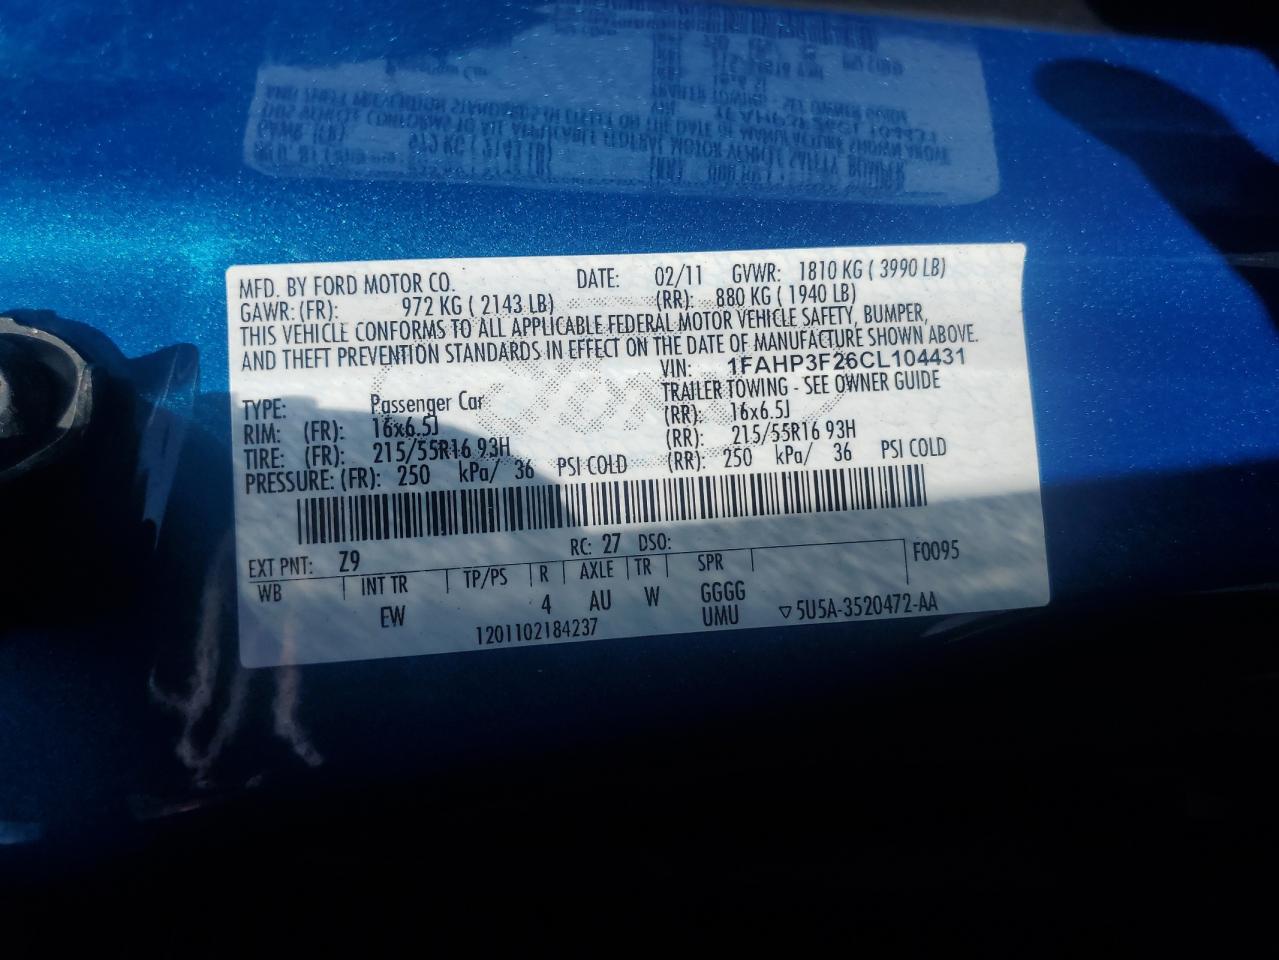 MFD. BY FORD MOTOR CO. DATE: 02/11 GVWR: 1810 KG ( 3990 LB)
GAWR: (FR): 972 KG ( 2143 LB) (RR): 880 KG ( 1940 LB)
THIS VEHICLE CONFORMS TO ALL APPLICABLE FEDERAL MOTOR VEHICLE SAFETY, BUMPER,
AND THEFT PREVENTION STANDARDS IN EFFECT ON THE DATE OF MANUFACTURE SHOWN ABOVE.
VIN: 1FAHP3F26CL104431
TYPE: Passenger Car TRAILER TOWING - SEE OWNER GUIDE
RIM: (FR): 16x6.5J (RR): 16x6.5J
TIRE: (FR): 215/55R16 93H (RR): 215/55R16 93H
PRESSURE: (FR): 250 kPa/ 36 PSI COLD (RR): 250 kPa/ 36 PSI COLD
EXT PNT: Z9 RC: 27 DSO: F0095
WB INT TR TP/PS R AXLE TR SPR
EW 4 AU W GGGG
1201102184237 UMU ▽5U5A-3520472-AA